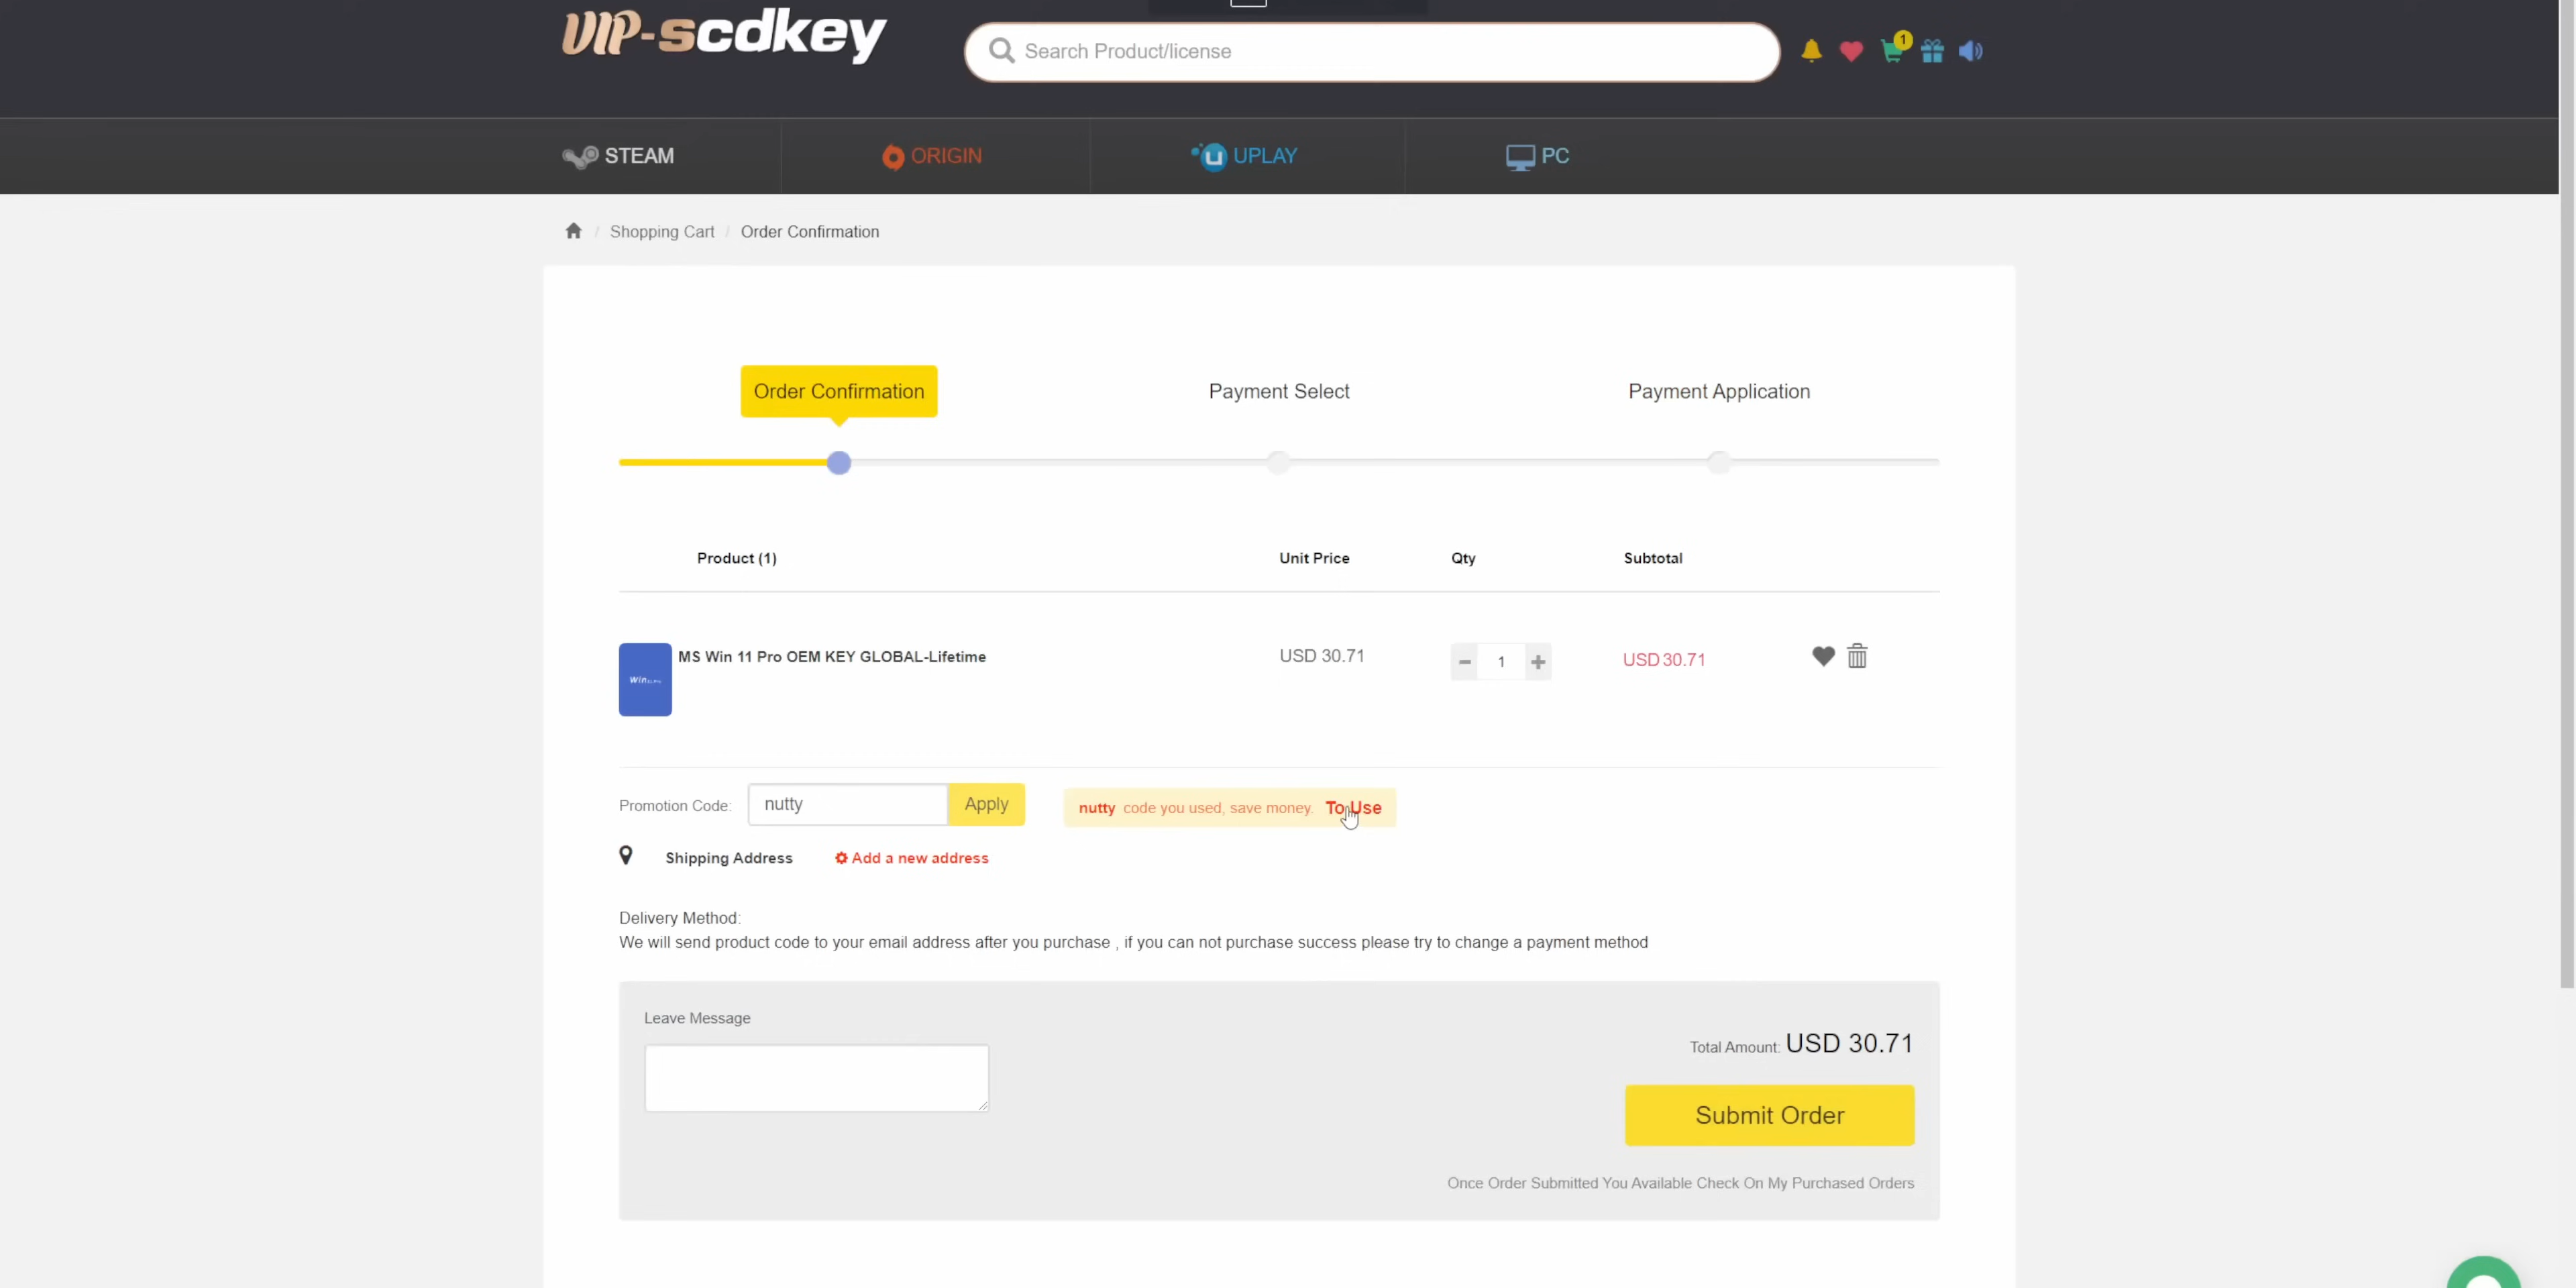 VIP-scdkey
Search Product/license
1
STEAM
ORIGIN
UPLAY
PC
/ Shopping Cart / Order Confirmation
Order Confirmation
Payment Select
Payment Application
Product (1) Unit Price Qty Subtotal
MS Win 11 Pro OEM KEY GLOBAL-Lifetime USD 30.71 - 1 + USD 30.71
Promotion Code: nutty Apply nutty code you used, save money. To Use
Shipping Address Add a new address
Delivery Method:
We will send product code to your email address after you purchase , if you can not purchase success please try to change a payment method
Leave Message
Total Amount: USD 30.71
Submit Order
Once Order Submitted You Available Check On My Purchased Orders